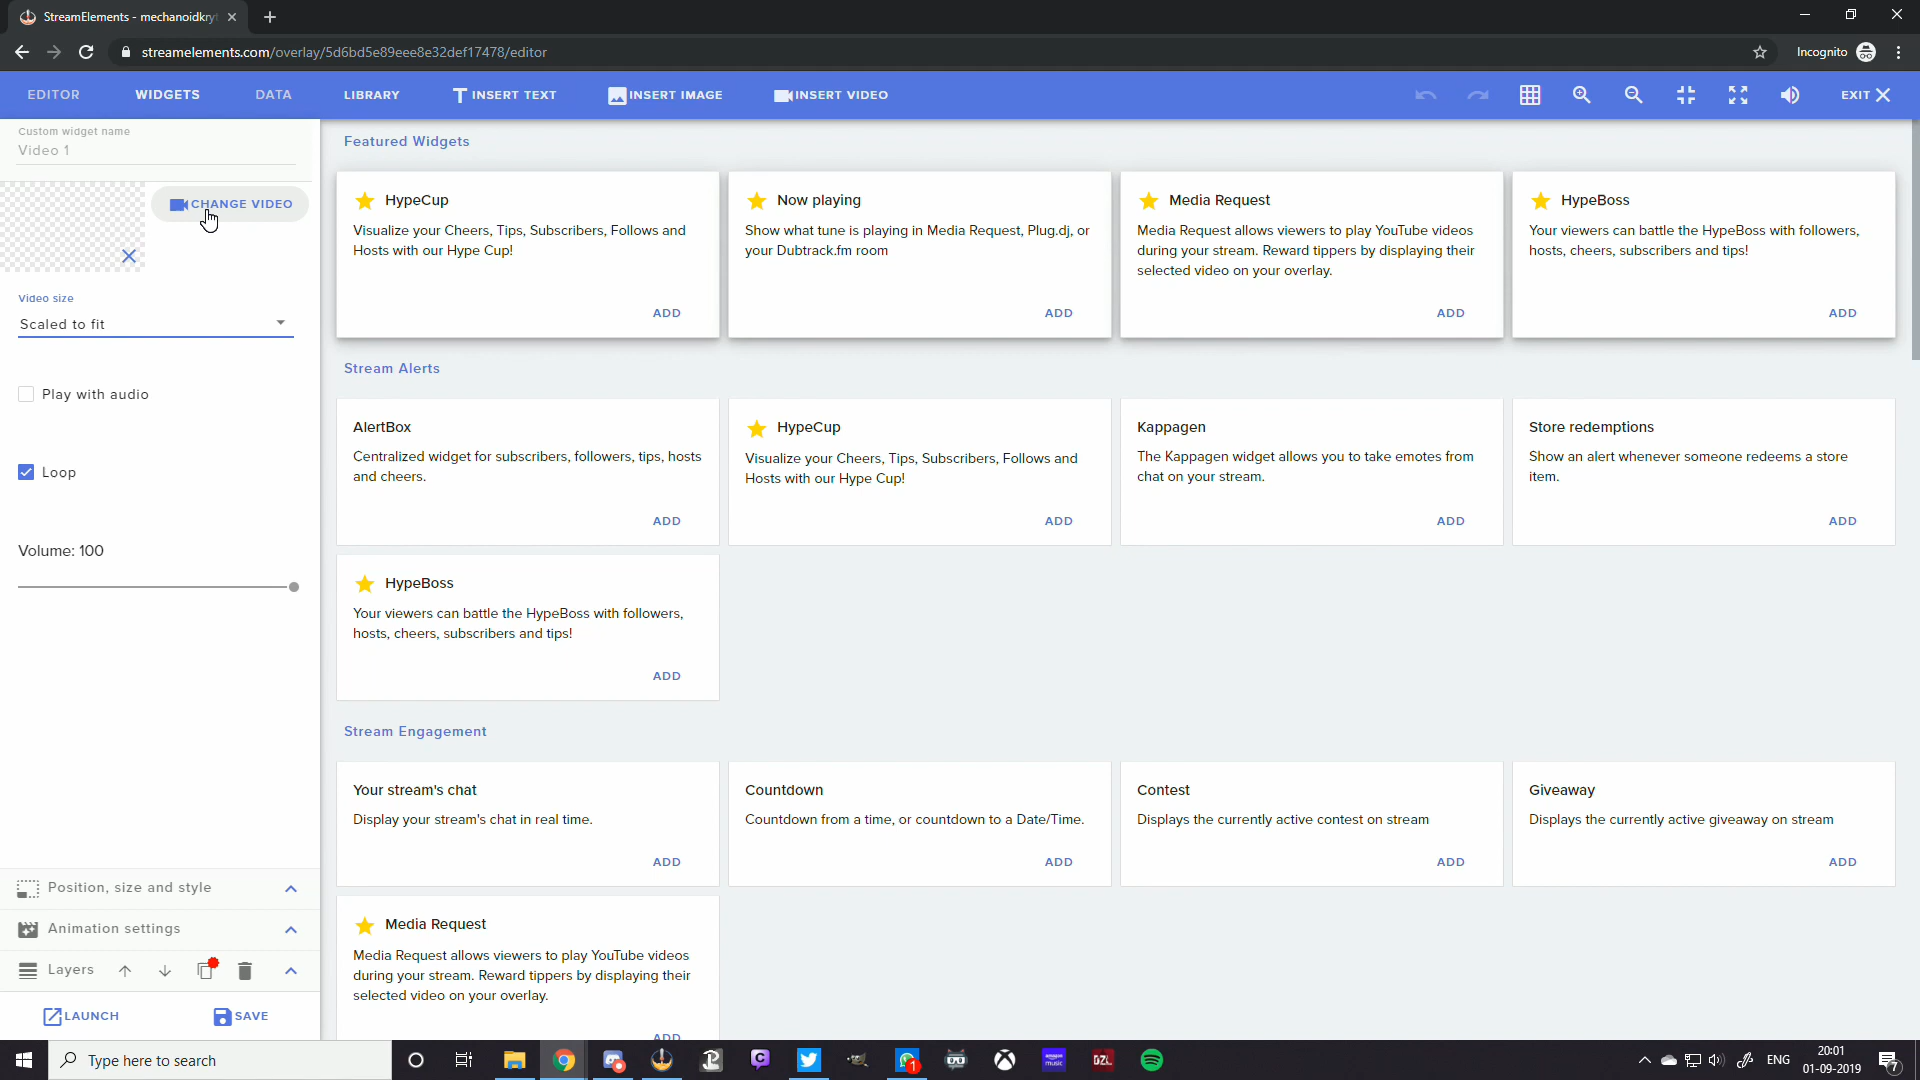 StreamElements - mechanoidkry
streamelements.com/overlay/5d6bd5e89eee8e32def17478/editor
Incognito
EDITOR
WIDGETS
DATA
LIBRARY
INSERT TEXT
INSERT IMAGE
INSERT VIDEO
EXIT
Custom widget name
Video 1
CHANGE VIDEO
Video size
Scaled to fit
Play with audio
Loop
Volume: 100
Position, size and style
Animation settings
Layers
LAUNCH
SAVE
Featured Widgets
HypeCup
Visualize your Cheers, Tips, Subscribers, Follows and
Hosts with our Hype Cup!
ADD
Now playing
Show what tune is playing in Media Request, Plug.dj, or
your Dubtrack.fm room
ADD
Media Request
Media Request allows viewers to play YouTube videos
during your stream. Reward tippers by displaying their
selected video on your overlay.
ADD
HypeBoss
Your viewers can battle the HypeBoss with followers,
hosts, cheers, subscribers and tips!
ADD
Stream Alerts
AlertBox
Centralized widget for subscribers, followers, tips, hosts
and cheers.
ADD
HypeCup
Visualize your Cheers, Tips, Subscribers, Follows and
Hosts with our Hype Cup!
ADD
Kappagen
The Kappagen widget allows you to take emotes from
chat on your stream.
ADD
Store redemptions
Show an alert whenever someone redeems a store
item.
ADD
HypeBoss
Your viewers can battle the HypeBoss with followers,
hosts, cheers, subscribers and tips!
ADD
Stream Engagement
Your stream's chat
Display your stream's chat in real time.
ADD
Countdown
Countdown from a time, or countdown to a Date/Time.
ADD
Contest
Displays the currently active contest on stream
ADD
Giveaway
Displays the currently active giveaway on stream
ADD
Media Request
Media Request allows viewers to play YouTube videos
during your stream. Reward tippers by displaying their
selected video on your overlay.
ADD
Type here to search
1
amazon music
DZL
ENG
20:01
01-09-2019
7